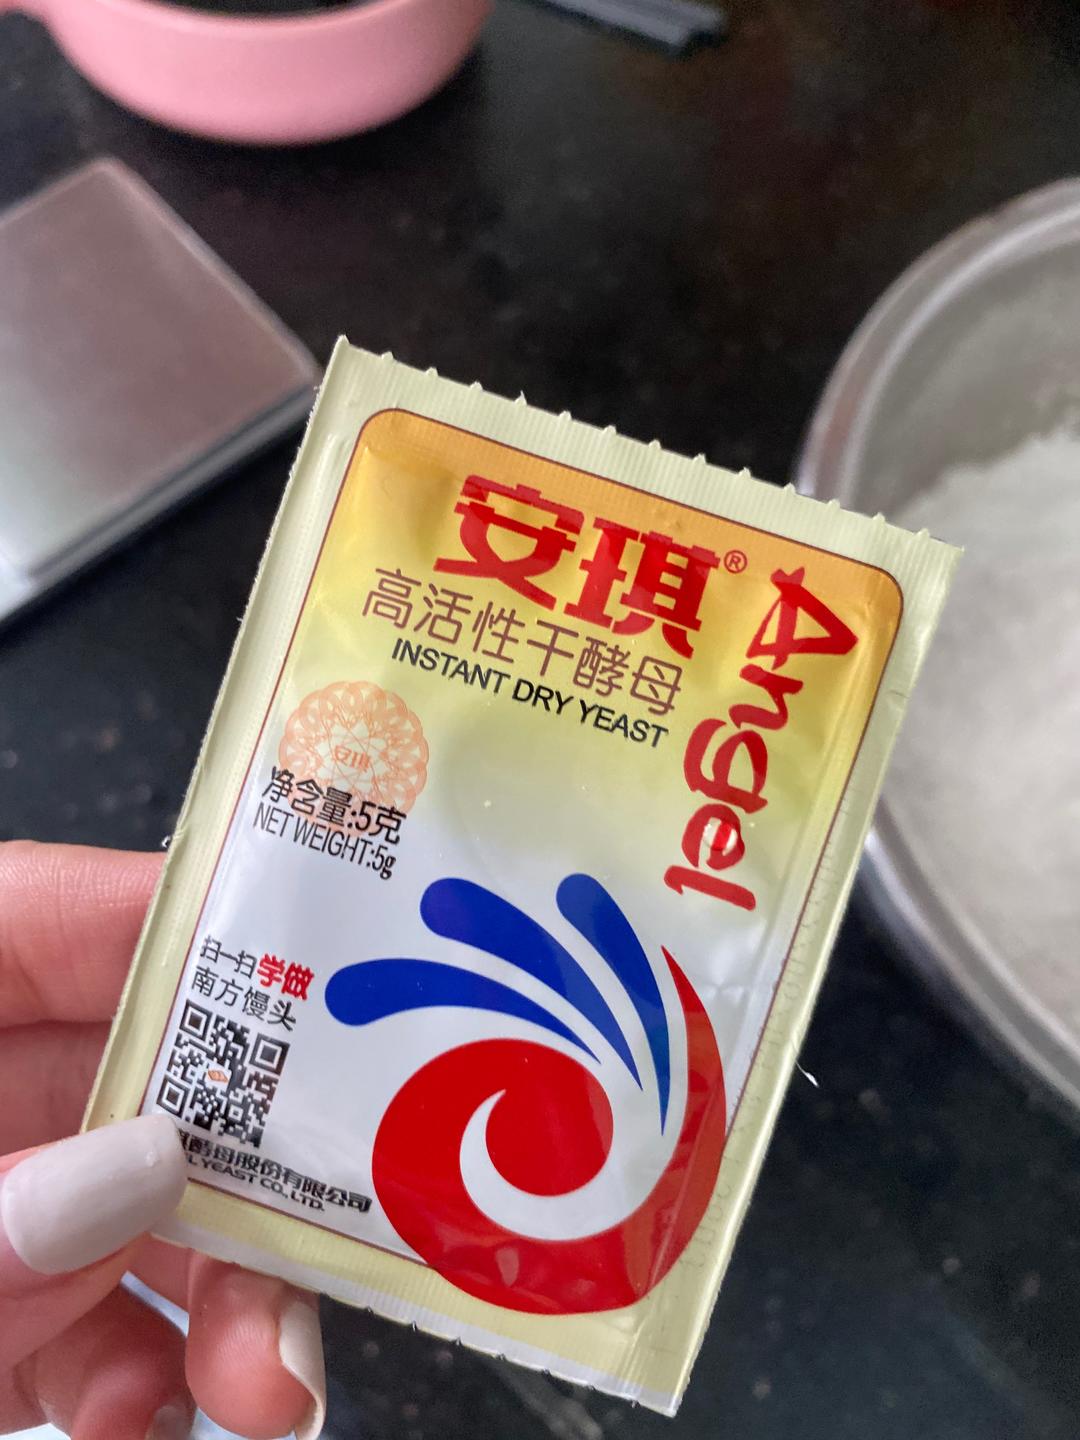 安琪®
Angel
高活性干酵母
INSTANT DRY YEAST
安琪
净含量:5克
NET WEIGHT:5g
扫一扫学做
南方馒头
酵母股份有限公司
YEAST CO., LTD.